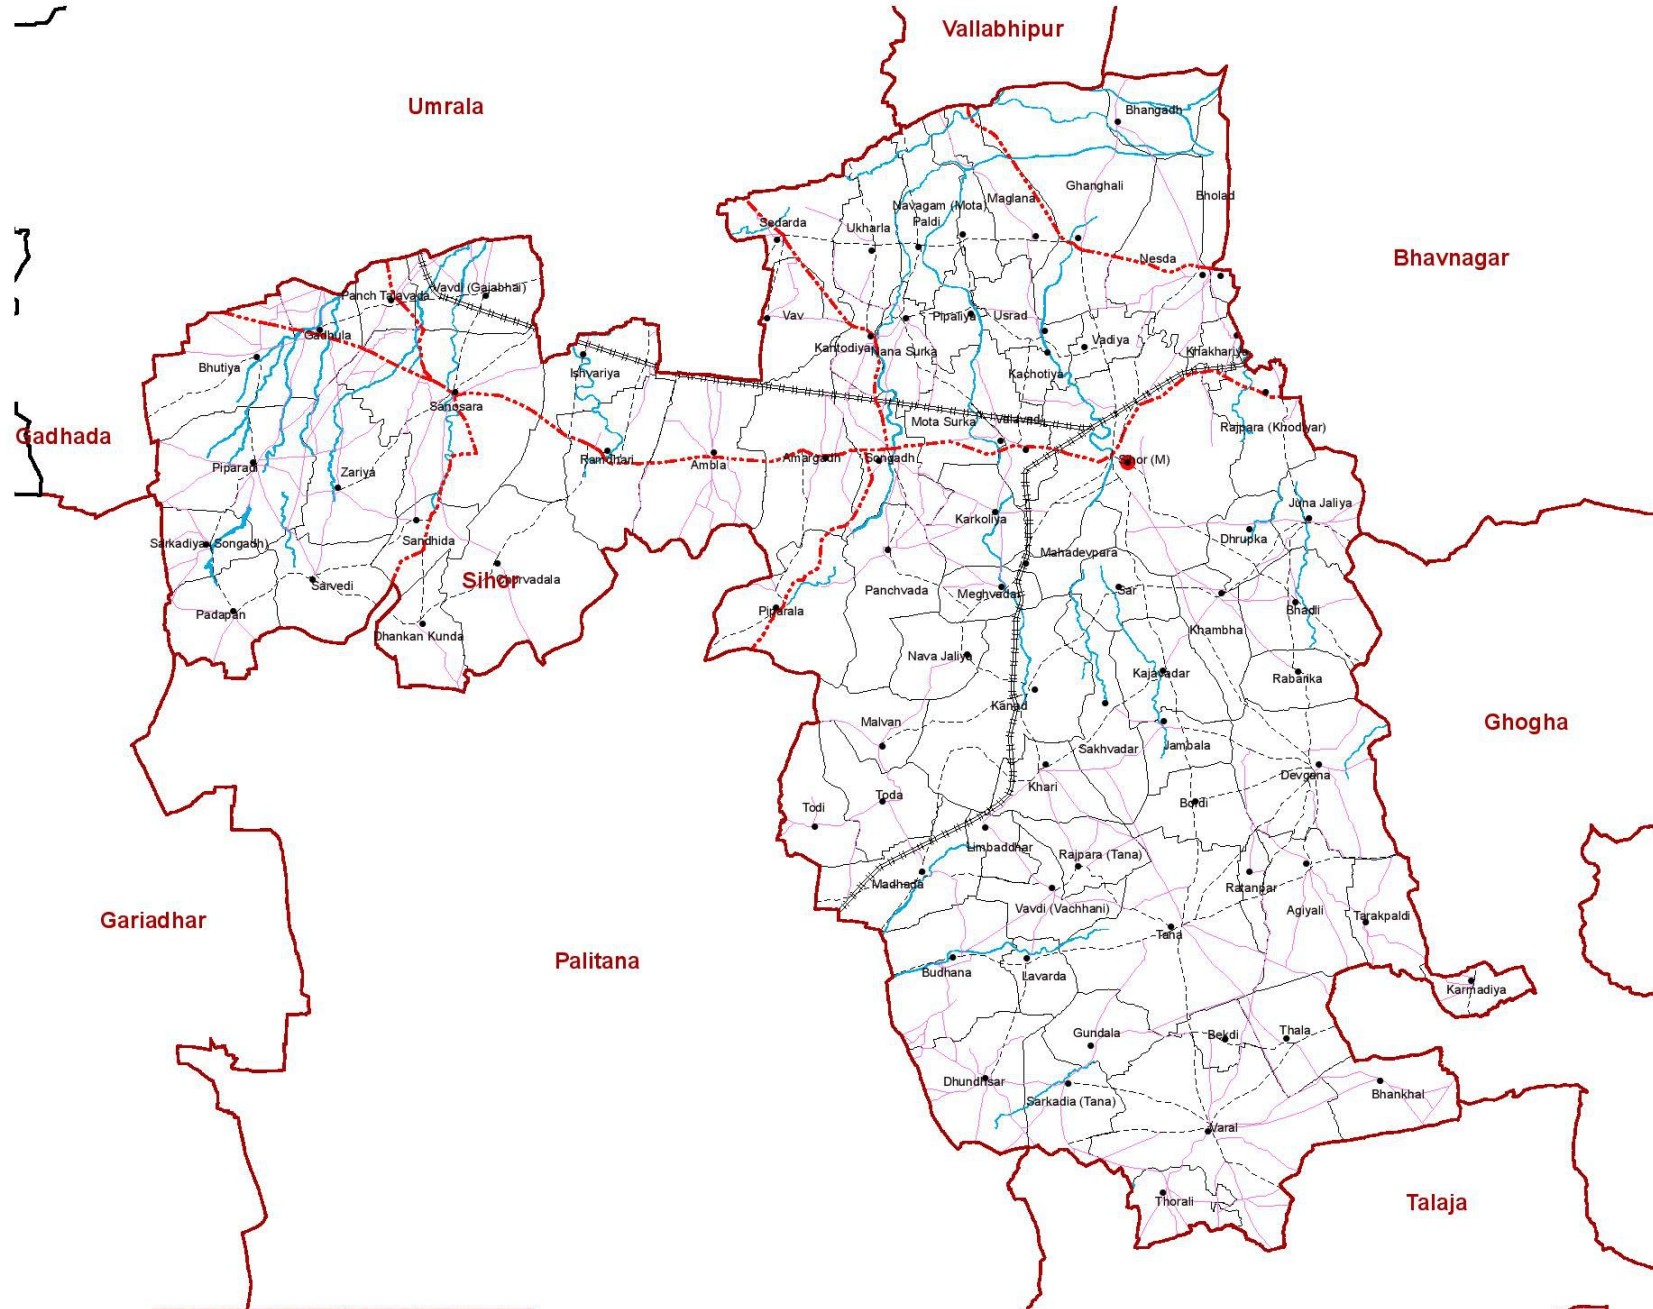 Vallabhipur
Umrala
Bhangadh
Ghanghali
Bholad
Maglana
Navagam (Mota)
Paldi
Sedarda
Ukharla
Bhavnagar
Nesda
Vavdi (Gajabhai)
Panch Talavada
Vav
Pipaliya
Usrad
Gadhula
Kantodiya
Nana Surka
Vadiya
Khakhariya
Bhutiya
Ishvariya
Kachotiya
Sanosara
Mota Surka
Valavad
Rajpara (Khodiyar)
Gadhada
Piparadi
Zariya
Ramdhari
Ambla
Amargadh
Songadh
Sihor (M)
Juna Jaliya
Karkoliya
Dhrupka
Sarkadiya (Songadh)
Sandhida
Mahadevpara
Sihor
Sarvedi
Panchvada
Meghvadar
Sar
Padapan
Piparala
Bhadli
Dhankan Kunda
Khambha
Nava Jaliya
Kajavadar
Rabarika
Kanad
Malvan
Ghogha
Sakhvadar
Jambala
Devgana
Khari
Toda
Todi
Bordi
Limbaddhar
Rajpara (Tana)
Madhada
Ratanpar
Vavdi (Vachhani)
Agiyali
Tarakpaldi
Gariadhar
Tana
Palitana
Budhana
Lavarda
Karmadiya
Gundala
Bekdi
Thala
Dhundhsar
Sarkadia (Tana)
Bhankhal
Varal
Thorali
Talaja